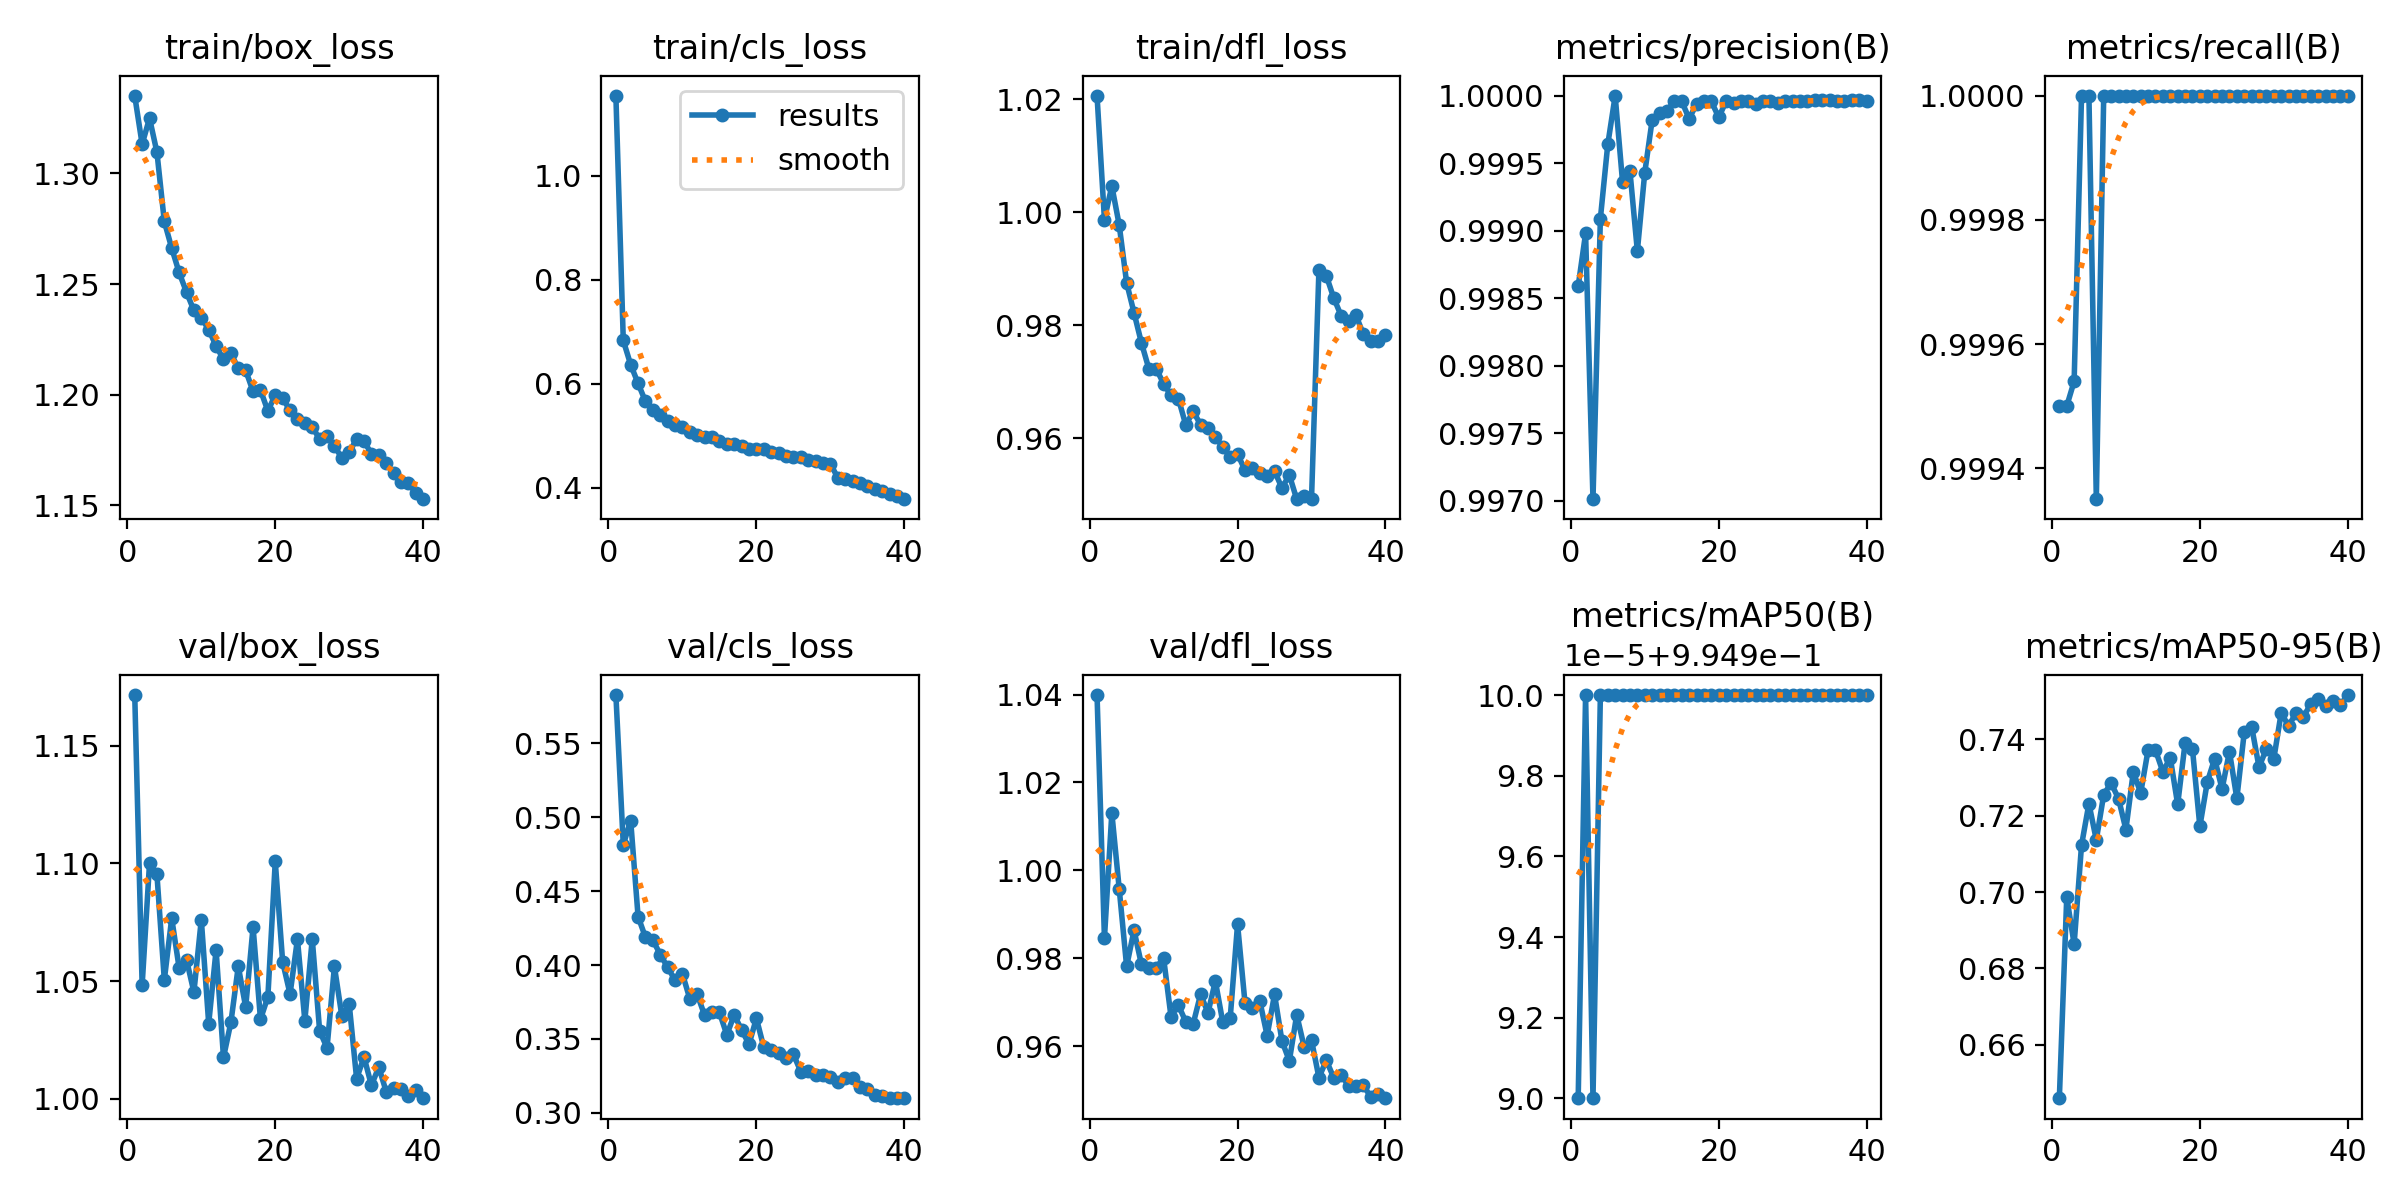 train/box_loss
1.30
1.25
1.20
1.15
0 20 40
train/cls_loss
results
smooth
1.0
0.8
0.6
0.4
0 20 40
train/dfl_loss
1.02
1.00
0.98
0.96
0 20 40
metrics/precision(B)
1.0000
0.9995
0.9990
0.9985
0.9980
0.9975
0.9970
0 20 40
metrics/recall(B)
1.0000
0.9998
0.9996
0.9994
0 20 40
val/box_loss
1.15
1.10
1.05
1.00
0 20 40
val/cls_loss
0.55
0.50
0.45
0.40
0.35
0.30
0 20 40
val/dfl_loss
1.04
1.02
1.00
0.98
0.96
0 20 40
metrics/mAP50(B)
1e−5+9.949e−1
10.0
9.8
9.6
9.4
9.2
9.0
0 20 40
metrics/mAP50-95(B)
0.74
0.72
0.70
0.68
0.66
0 20 40